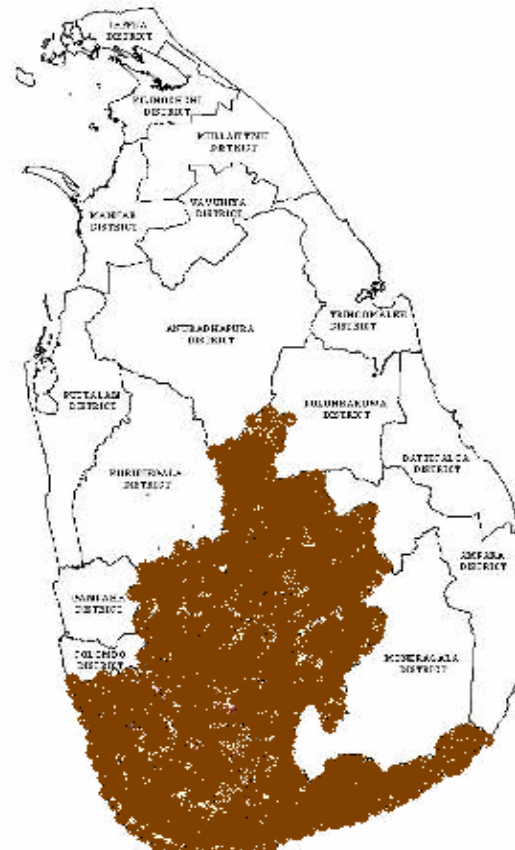 JAFFNA
DISTRICT
KILINOCHCHI
DISTRICT
MULLAITIVU
DISTRICT
VAVUNIYA
DISTRICT
MANNAR
DISTRICT
TRINCOMALEE
DISTRICT
ANURADHAPURA
DISTRICT
PUTTALAM
DISTRICT
POLONNARUWA
DISTRICT
BATTICALOA
DISTRICT
KURUNEGALA
DISTRICT
AMPARA
DISTRICT
GAMPAHA
DISTRICT
COLOMBO
DISTRICT
MONERAGALA
DISTRICT